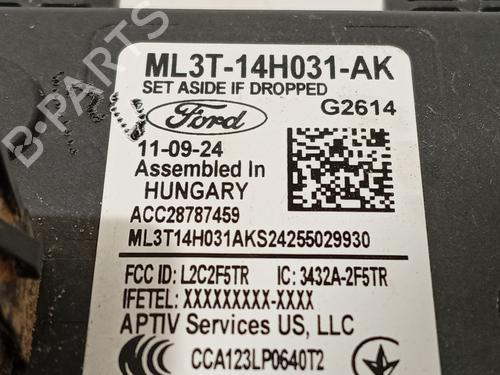 ML3T-14H031-AK
SET ASIDE IF DROPPED
G2614
Ford
11-09-24
Assembled In
HUNGARY
ACC28787459
ML3T14H031AKS24255029930
FCC ID: L2C2F5TR IC: 3432A-2F5TR
IFETEL: XXXXXXXXX-XXXX
APTIV Services US, LLC
CCA123LP0640T2
B-PARTS